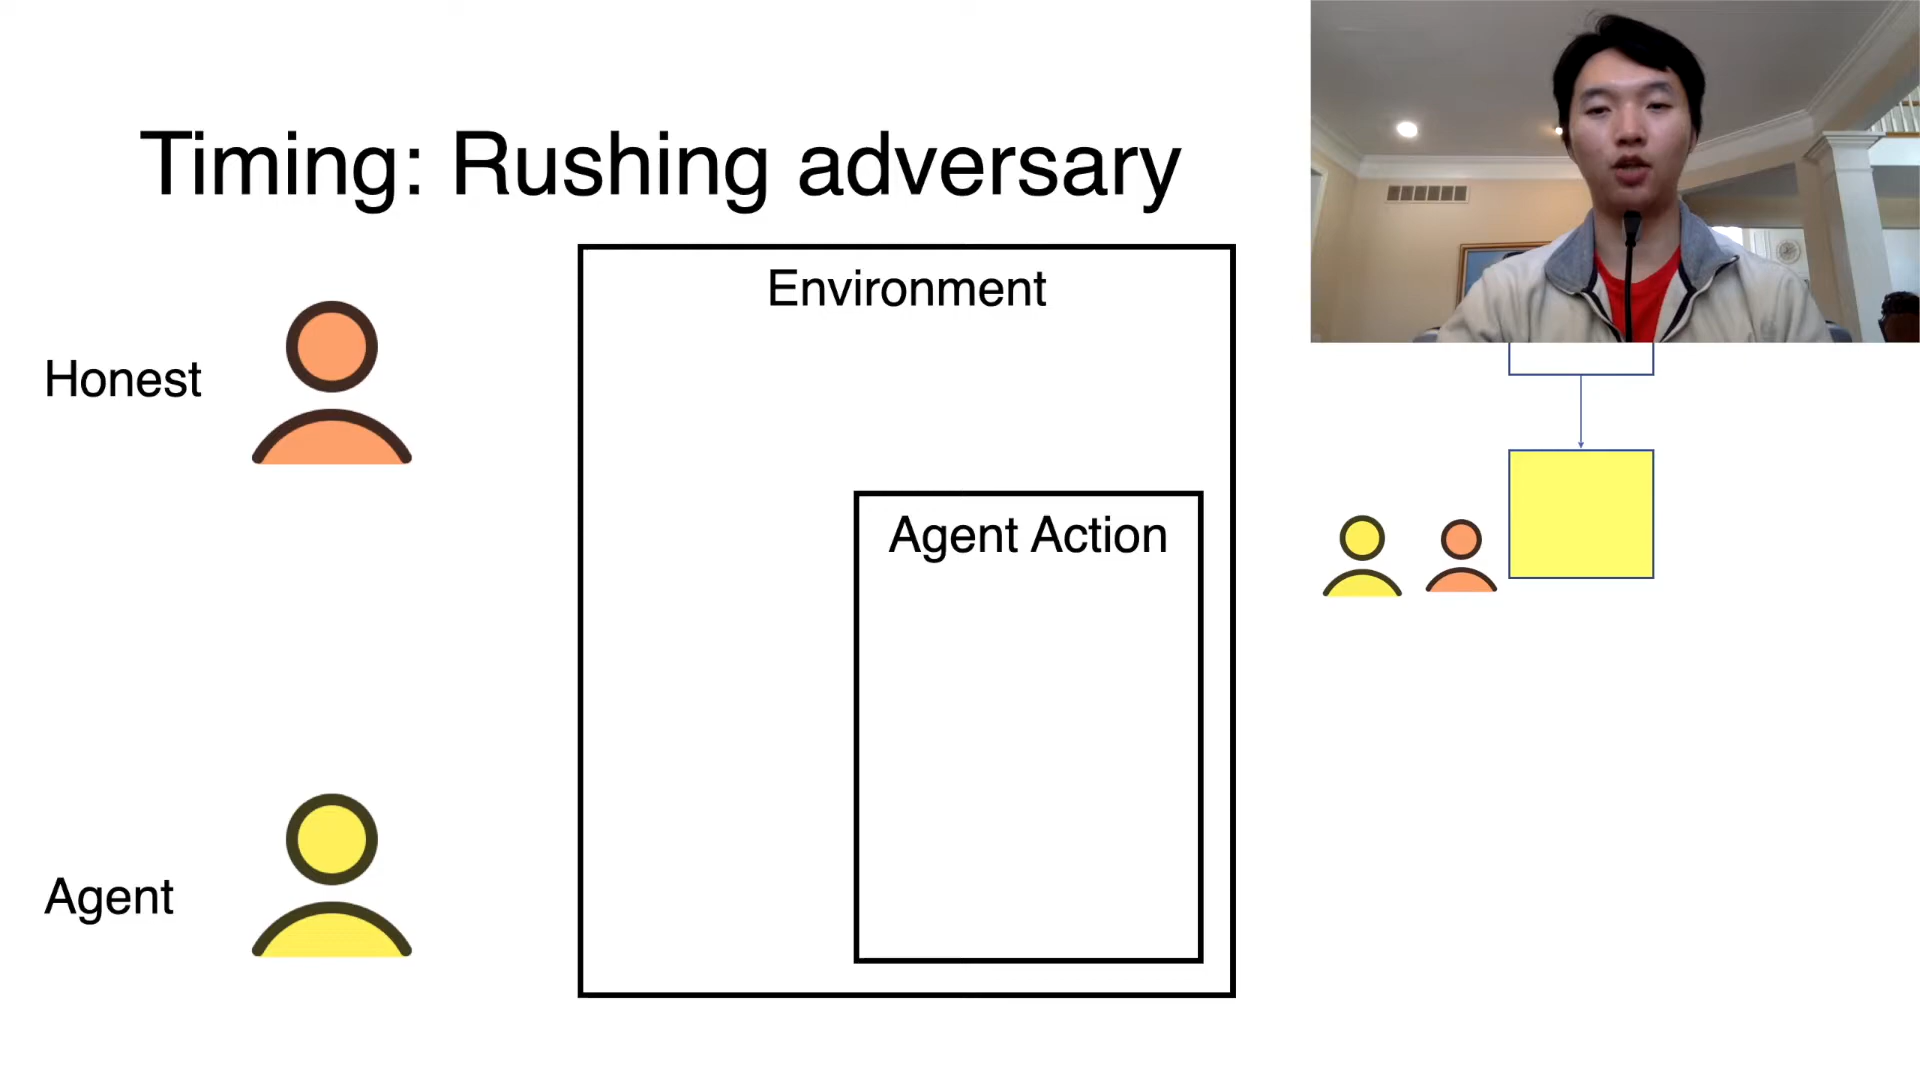 Timing: Rushing adversary
Environment
Honest
Agent Action
Agent